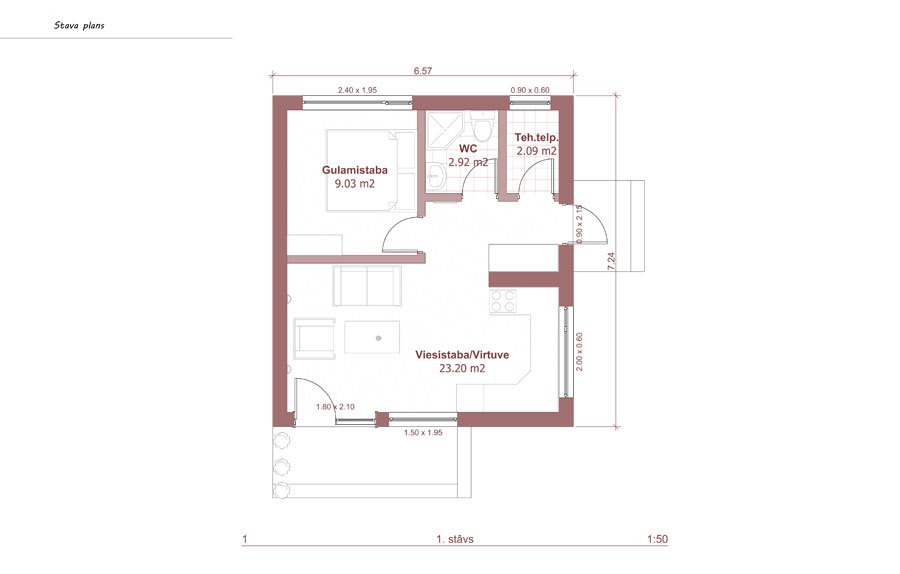 Stava plans
6.57
2.40 x 1.95
0.90 x 0.60
Gulamistaba
9.03 m2
WC
2.92 m2
Teh.telp.
2.09 m2
0.90 x 2.15
7.24
Viesistaba/Virtuve
23.20 m2
2.00 x 0.60
1.80 x 2.10
1.50 x 1.95
1
1. stâvs
1:50